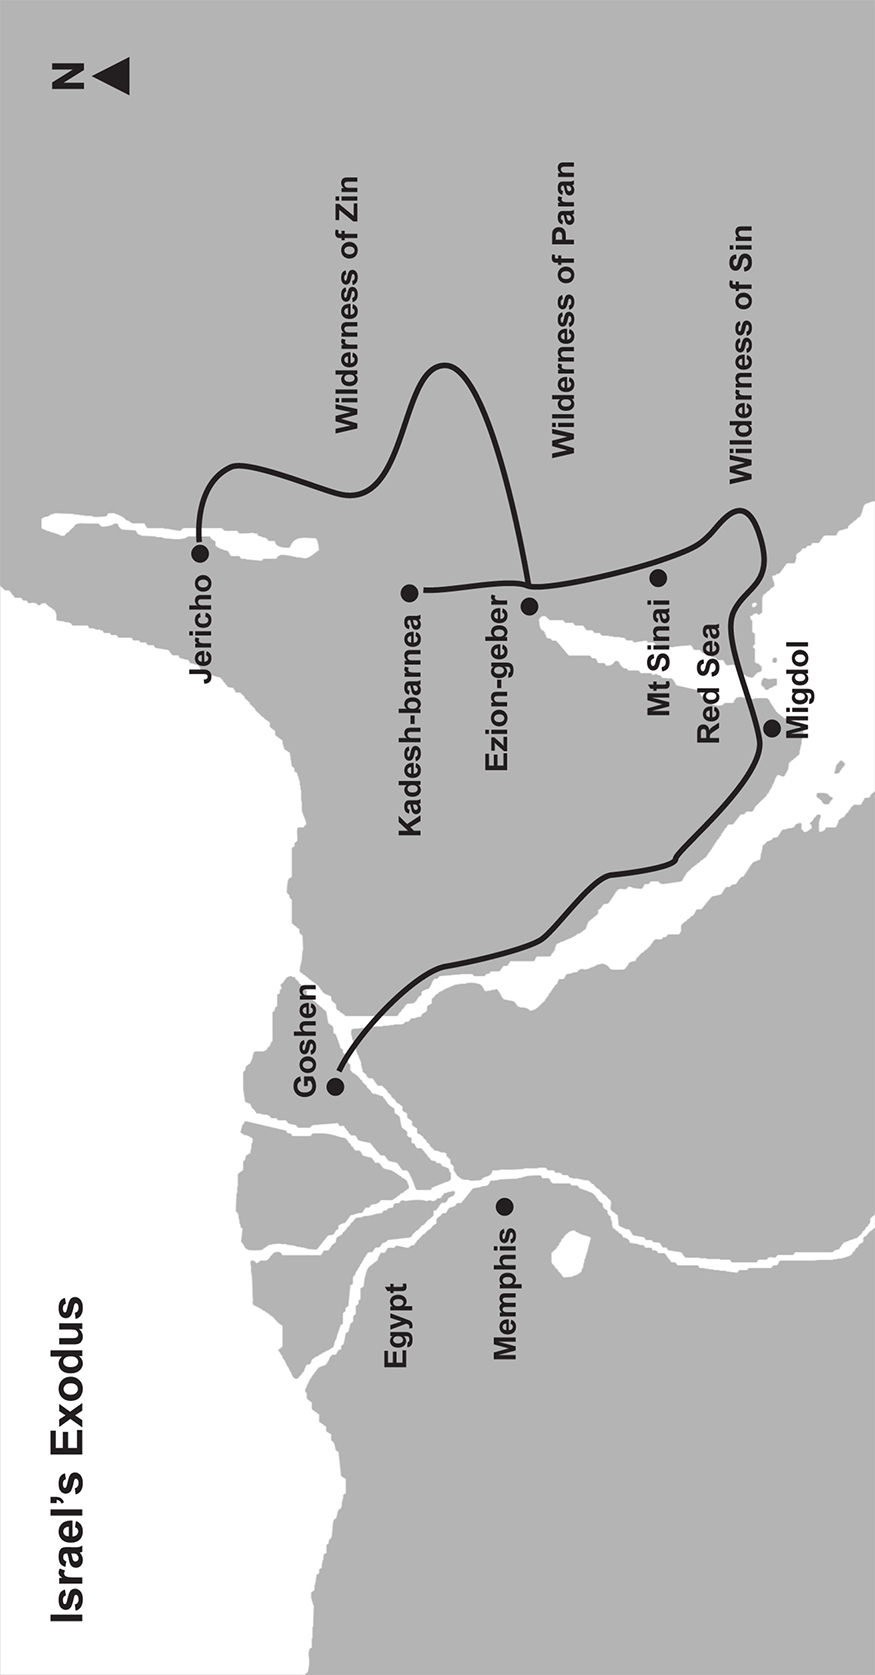 Israel's Exodus
N
Jericho
Goshen
Wilderness of Zin
Egypt
Kadesh-barnea
Memphis
Ezion-geber
Wilderness of Paran
Mt Sinai
Red Sea
Wilderness of Sin
Migdol